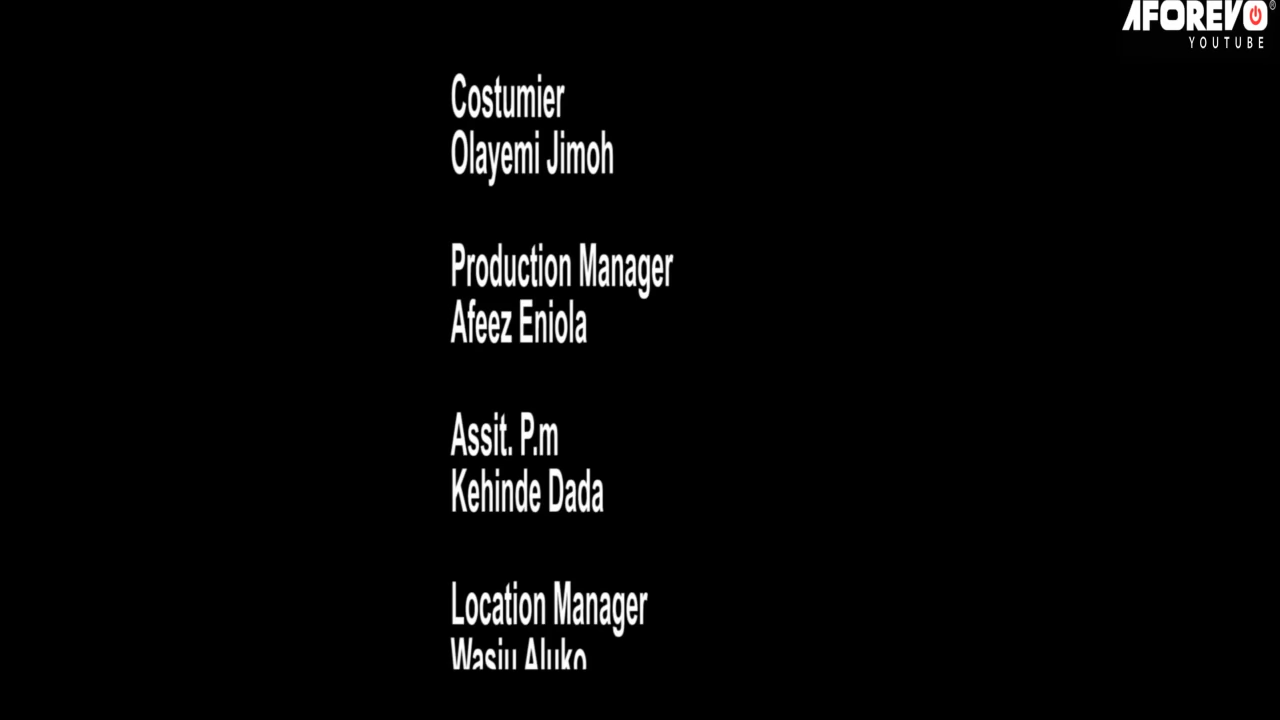 AFOREVO®
YOUTUBE
Costumier
Olayemi Jimoh
Production Manager
Afeez Eniola
Assit. P.m
Kehinde Dada
Location Manager
Wasiu Aluko